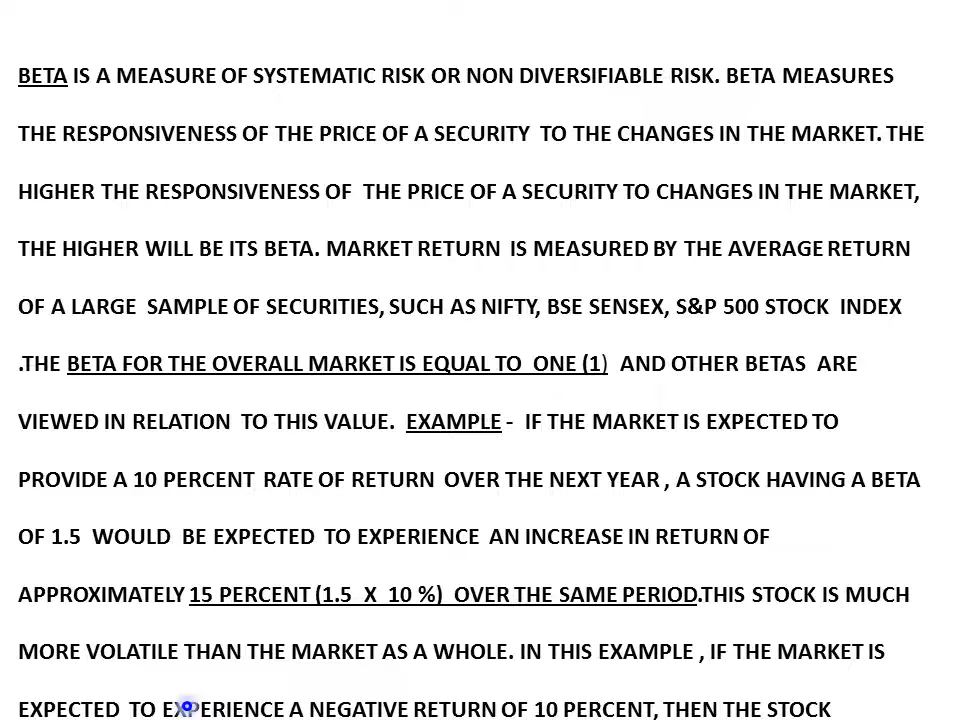 BETA IS A MEASURE OF SYSTEMATIC RISK OR NON DIVERSIFIABLE RISK. BETA MEASURES
THE RESPONSIVENESS OF THE PRICE OF A SECURITY TO THE CHANGES IN THE MARKET. THE
HIGHER THE RESPONSIVENESS OF THE PRICE OF A SECURITY TO CHANGES IN THE MARKET,
THE HIGHER WILL BE ITS BETA. MARKET RETURN IS MEASURED BY THE AVERAGE RETURN
OF A LARGE SAMPLE OF SECURITIES, SUCH AS NIFTY, BSE SENSEX, S&P 500 STOCK INDEX
.THE BETA FOR THE OVERALL MARKET IS EQUAL TO ONE (1) AND OTHER BETAS ARE
VIEWED IN RELATION TO THIS VALUE. EXAMPLE - IF THE MARKET IS EXPECTED TO
PROVIDE A 10 PERCENT RATE OF RETURN OVER THE NEXT YEAR , A STOCK HAVING A BETA
OF 1.5 WOULD BE EXPECTED TO EXPERIENCE AN INCREASE IN RETURN OF
APPROXIMATELY 15 PERCENT (1.5 X 10 %) OVER THE SAME PERIOD.THIS STOCK IS MUCH
MORE VOLATILE THAN THE MARKET AS A WHOLE. IN THIS EXAMPLE , IF THE MARKET IS
EXPECTED TO EXPERIENCE A NEGATIVE RETURN OF 10 PERCENT, THEN THE STOCK